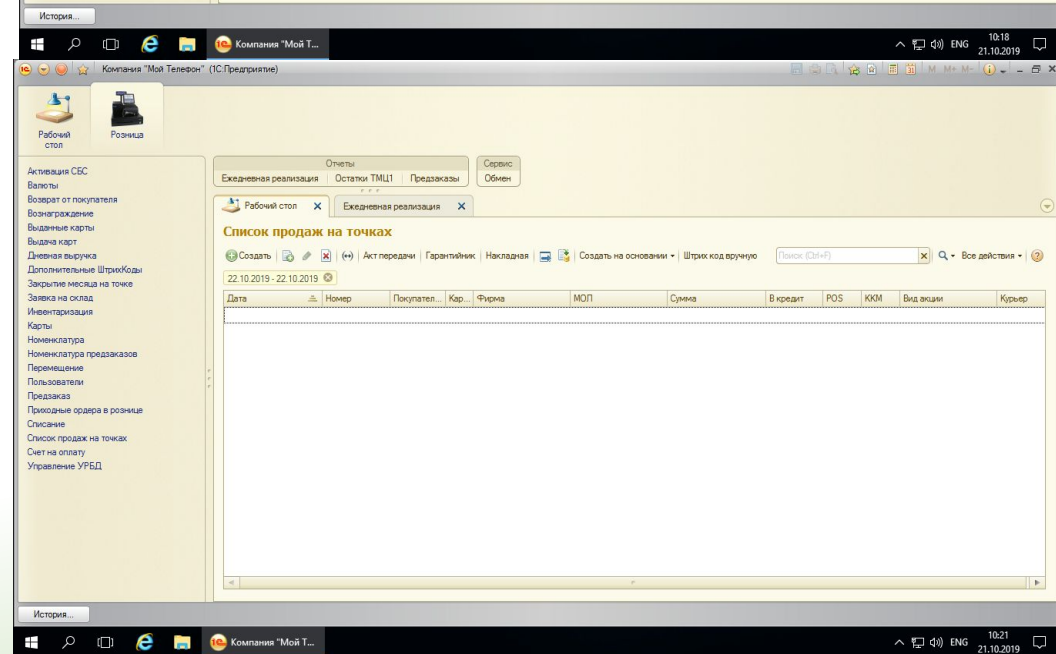 История...
Компания "Мой Т...
ENG
10:18
21.10.2019
Компания "Мой Телефон" (1С:Предприятие)
M M+ M-
Рабочий стол
Розница
Отчеты
Сервис
Ежедневная реализация
Остатки ТМЦ1
Предзаказы
Обмен
Активация СБС
Валюты
Возврат от покупателя
Вознаграждение
Выданные карты
Выдача карт
Дневная выручка
Дополнительные ШтрихКоды
Закрытие месяца на точке
Заявка на склад
Инвентаризация
Карты
Номенклатура
Номенклатура предзаказов
Перемещение
Пользователи
Предзаказ
Приходные ордера в рознице
Списание
Список продаж на точках
Счет на оплату
Управление УРБД
Рабочий стол
Ежедневная реализация
Список продаж на точках
Создать
Акт передачи
Гарантийник
Накладная
Создать на основании
Штрих код вручную
Поиск (Ctrl+F)
Все действия
22.10.2019 - 22.10.2019
Дата
Номер
Покупател...
Кар...
Фирма
МОЛ
Сумма
В кредит
POS
ККМ
Вид акции
Курьер
История...
Компания "Мой Т...
ENG
10:21
21.10.2019